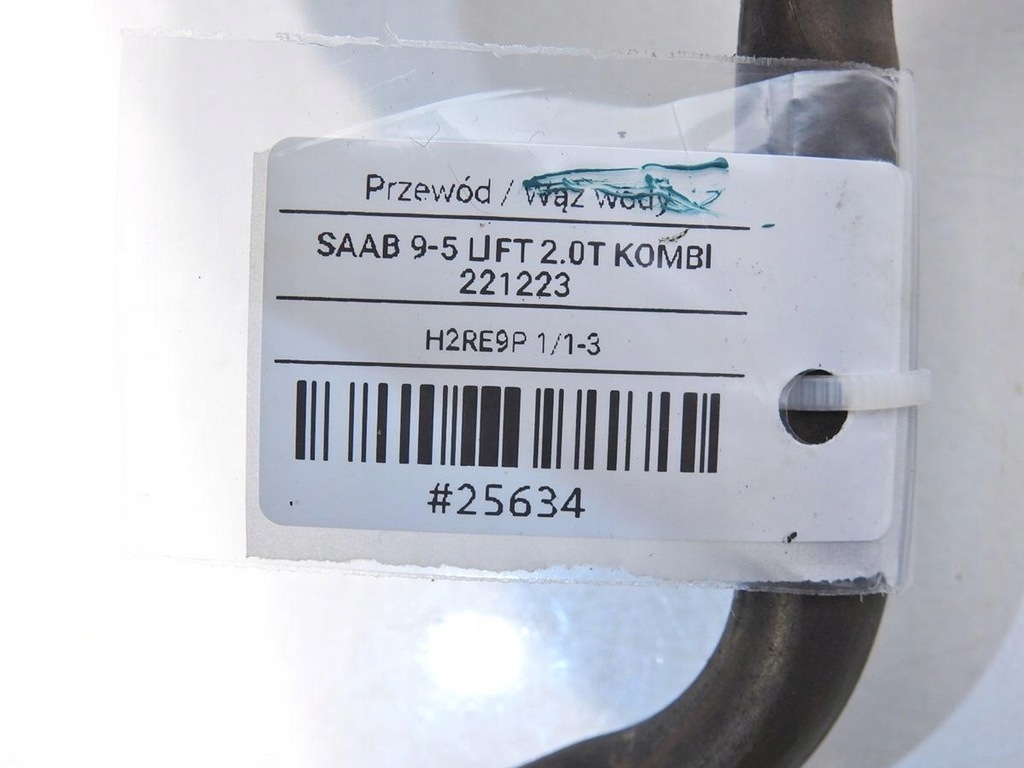 Przewód / Wąż wody
SAAB 9-5 LIFT 2.0T KOMBI
221223
H2RE9P 1/1-3
#25634